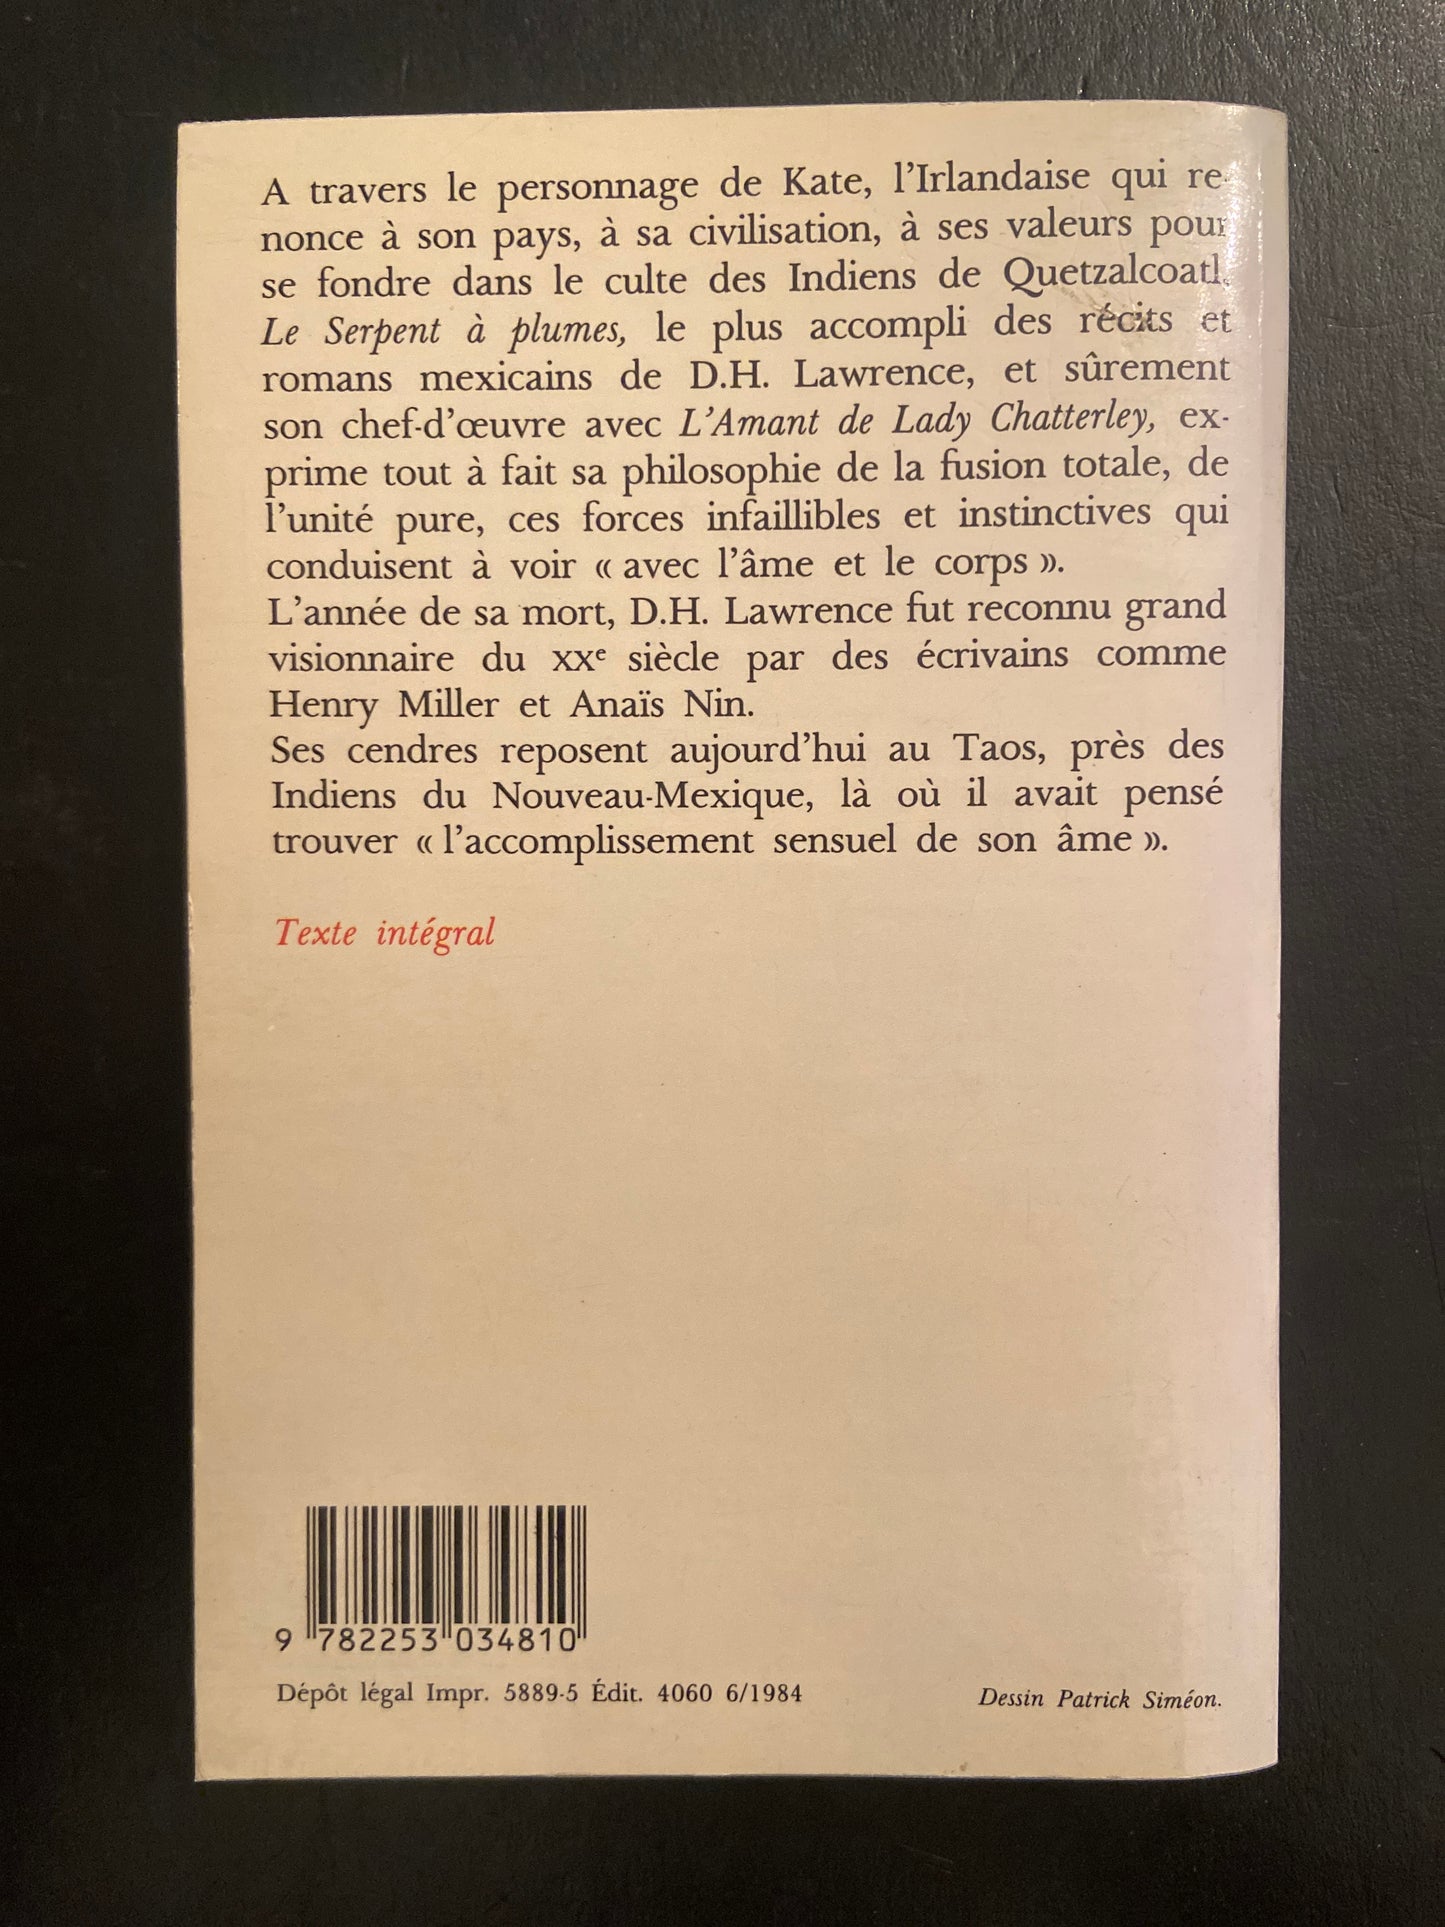 A travers le personnage de Kate, l'Irlandaise qui re-
nonce à son pays, à sa civilisation, à ses valeurs pour
se fondre dans le culte des Indiens de Quetzalcoatl,
Le Serpent à plumes, le plus accompli des récits et
romans mexicains de D.H. Lawrence, et sûrement
son chef-d'œuvre avec L'Amant de Lady Chatterley, ex-
prime tout à fait sa philosophie de la fusion totale, de
l'unité pure, ces forces infaillibles et instinctives qui
conduisent à voir « avec l'âme et le corps ».
L'année de sa mort, D.H. Lawrence fut reconnu grand
visionnaire du XXe siècle par des écrivains comme
Henry Miller et Anaïs Nin.
Ses cendres reposent aujourd'hui au Taos, près des
Indiens du Nouveau-Mexique, là où il avait pensé
trouver « l'accomplissement sensuel de son âme ».
Texte intégral
9 782253 034810
Dépôt légal Impr. 5889-5 Édit. 4060 6/1984
Dessin Patrick Siméon.